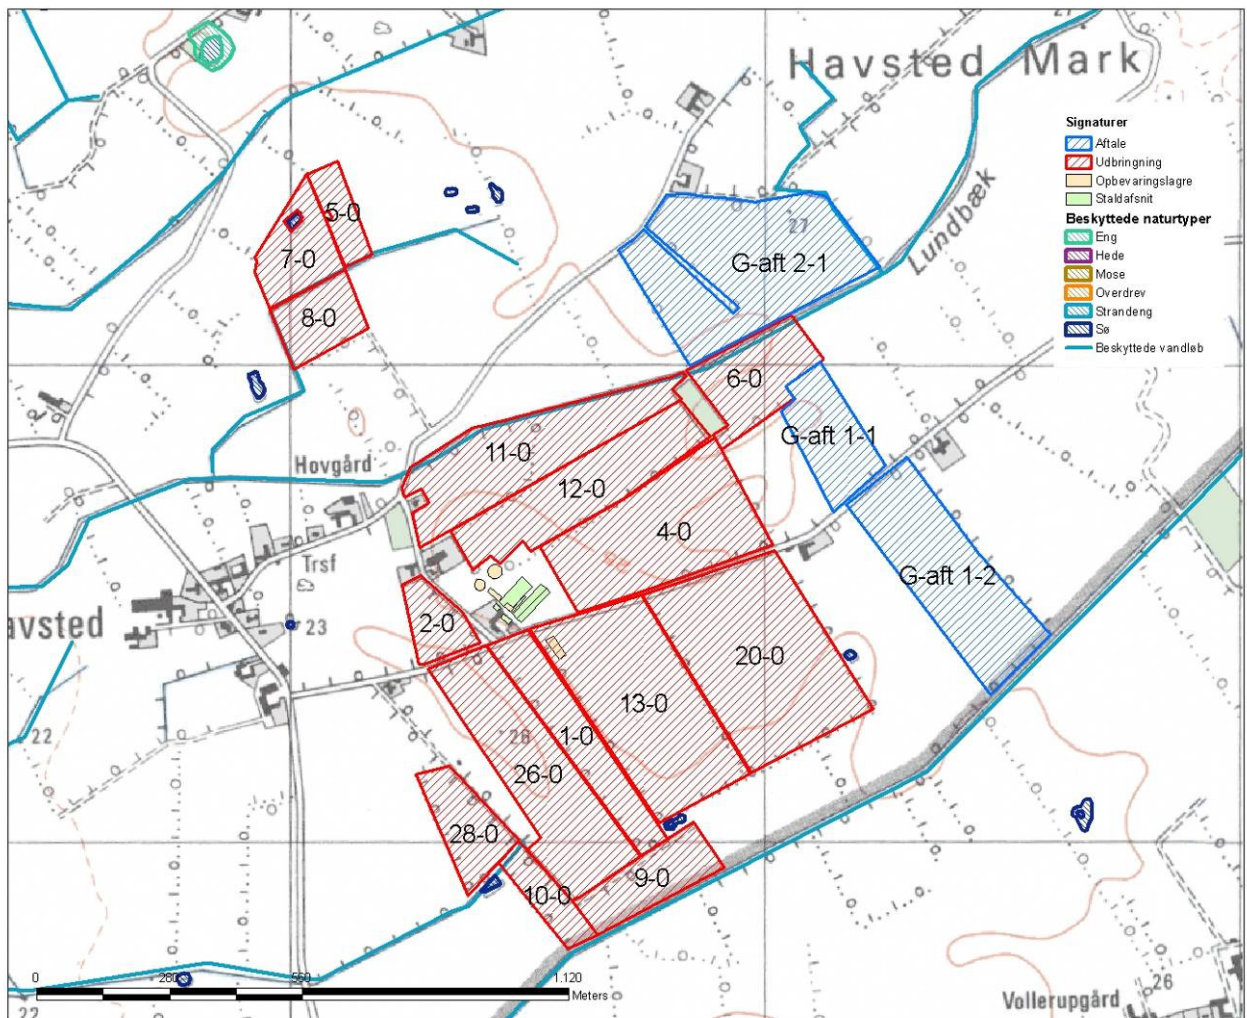 27
Havsted Mark
Signaturer
Aftale
Udbringning
Opbevaringslagre
Staldafsnit
Beskyttede naturtyper
Eng
Hede
Mose
Overdrev
Strandeng
Sø
Beskyttede vandløb
Lundbæk
5-0
27
7-0
G-aft 2-1
8-0
6-0
G-aft 1-1
11-0
Hovgård
12-0
4-0
Trsf
G-aft 1-2
2-0
avsted
23
20-0
13-0
1-0
22
26-0
28-0
9-0
10-0
0
280
560
1.120
Meters
26
Vollerupgård
22